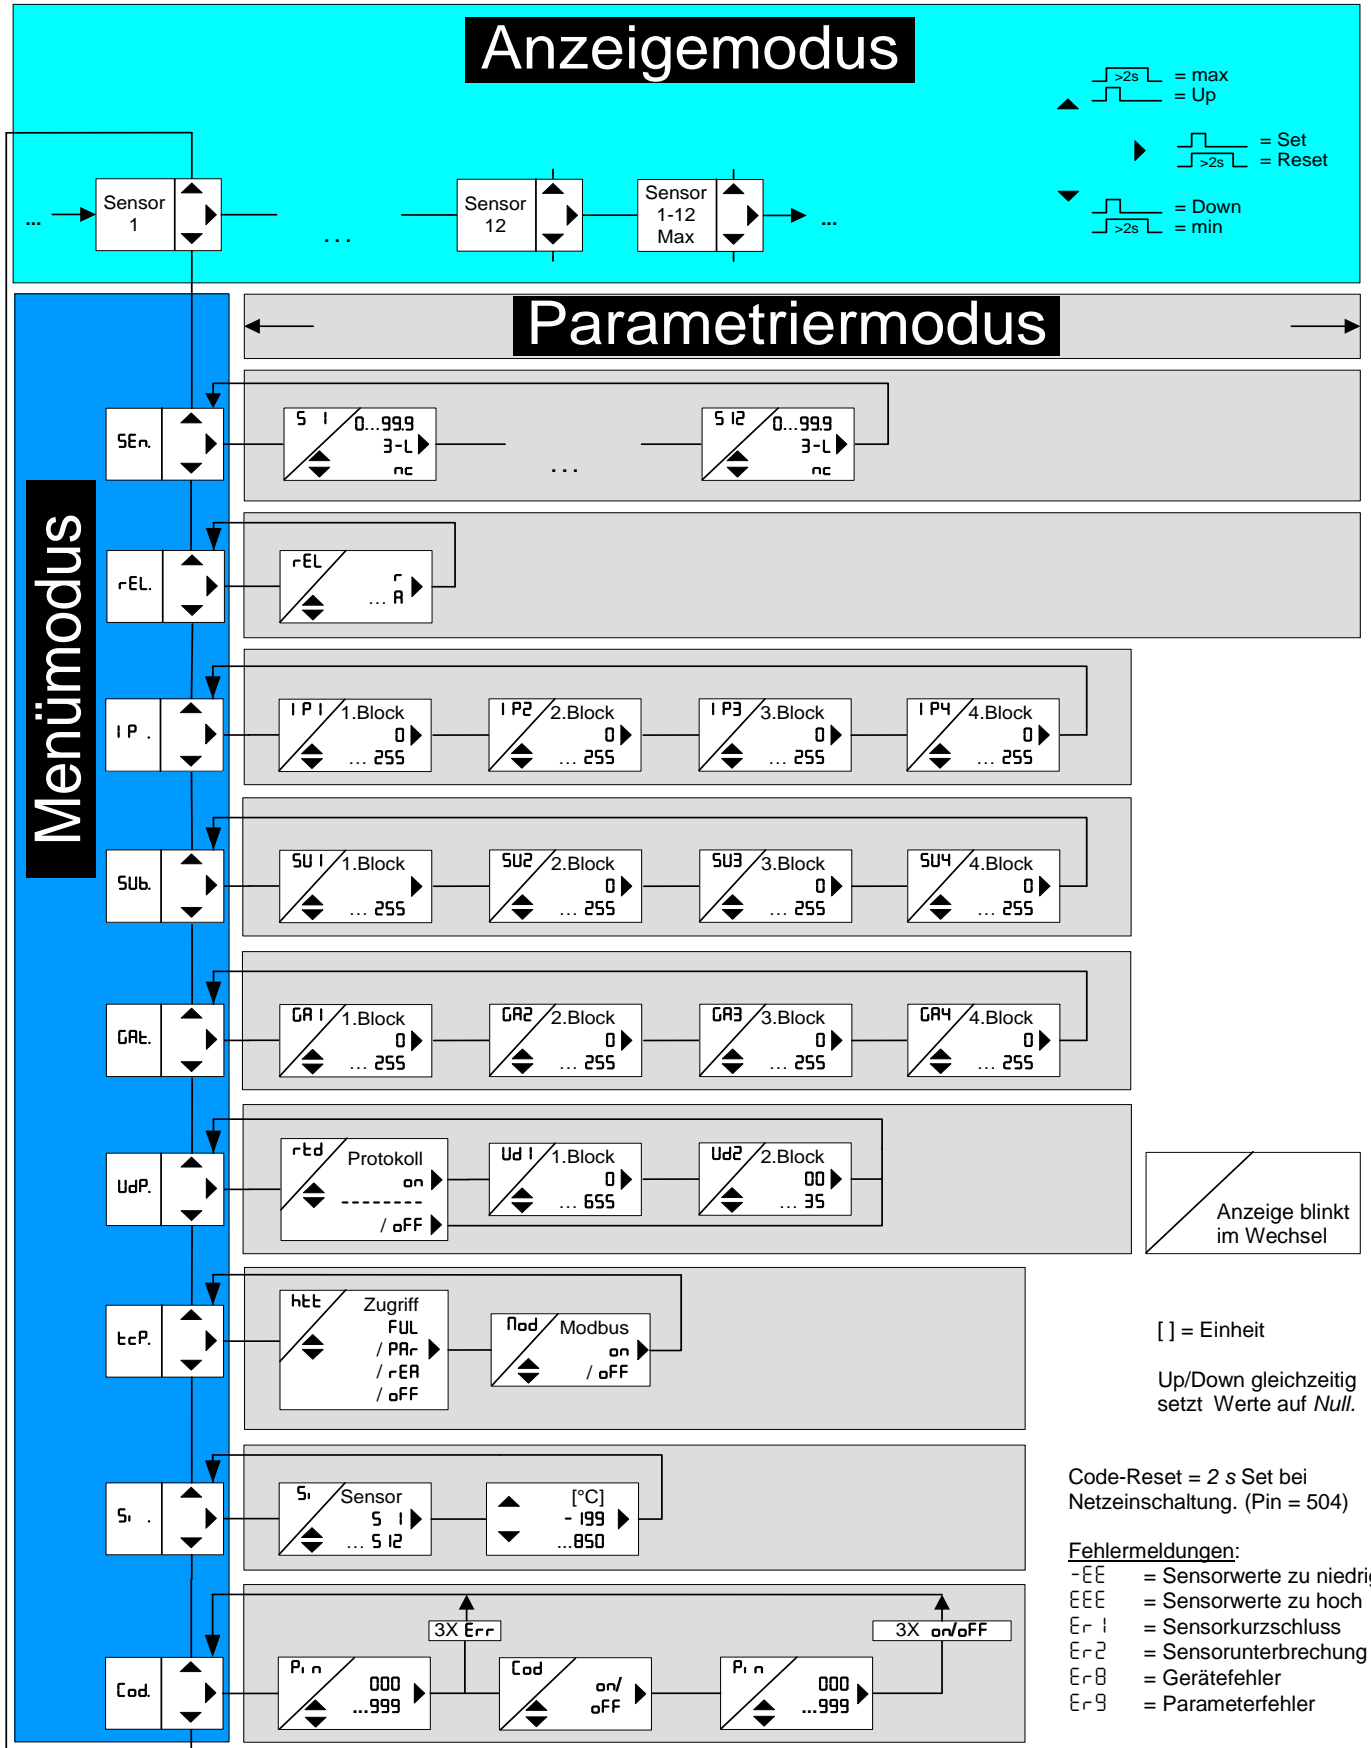 Anzeigemodus
>2s = max
= Up
= Set
>2s = Reset
= Down
>2s = min
... Sensor 1 ... Sensor 12 Sensor 1-12 Max ...
Parametriermodus
Menümodus
SEn.
S 1 0...99.9
3-L
nc
...
S 12 0...99.9
3-L
nc
rEL.
rEL r
... A
IP .
IP1 1.Block
0
... 255
IP2 2.Block
0
... 255
IP3 3.Block
0
... 255
IP4 4.Block
0
... 255
SUb.
SU1 1.Block
... 255
SU2 2.Block
0
... 255
SU3 3.Block
0
... 255
SU4 4.Block
0
... 255
GAt.
GA1 1.Block
0
... 255
GA2 2.Block
0
... 255
GA3 3.Block
0
... 255
GA4 4.Block
0
... 255
UdP.
rtd Protokoll
on
--------
/ oFF
Ud1 1.Block
0
... 655
Ud2 2.Block
00
... 35
Anzeige blinkt
im Wechsel
tcP.
htt Zugriff
FUL
/ PAr
/ rEA
/ oFF
Mod Modbus
on
/ oFF
[ ] = Einheit
Up/Down gleichzeitig
setzt Werte auf Null.
Si .
Si Sensor
S 1
... S 12
[°C]
-199
...850
Code-Reset = 2 s Set bei
Netzeinschaltung. (Pin = 504)
Fehlermeldungen:
-EE = Sensorwerte zu niedrig
EEE = Sensorwerte zu hoch
Er1 = Sensorkurzschluss
Er2 = Sensorunterbrechung
Er8 = Gerätefehler
Er9 = Parameterfehler
Cod.
Pin 000
...999
3X Err
Cod on/
oFF
Pin 000
...999
3X on/oFF